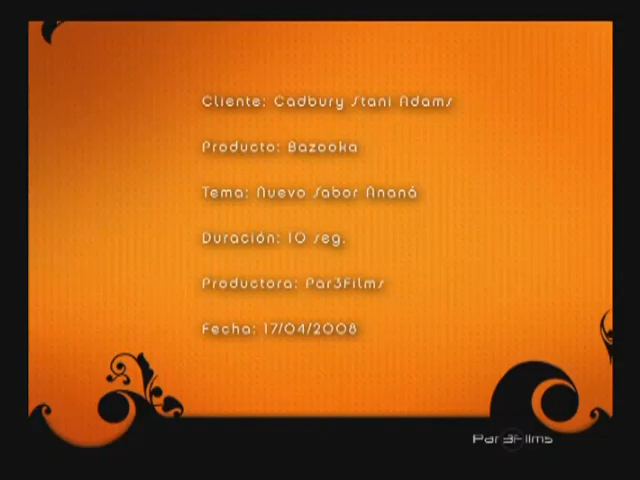 Cliente: Cadbury Stani Adams
Producto: Bazooka
Tema: Nuevo Sabor Ananá
Duración: 10 seg.
Productora: Par3Films
Fecha: 17/04/2008
Par3Films